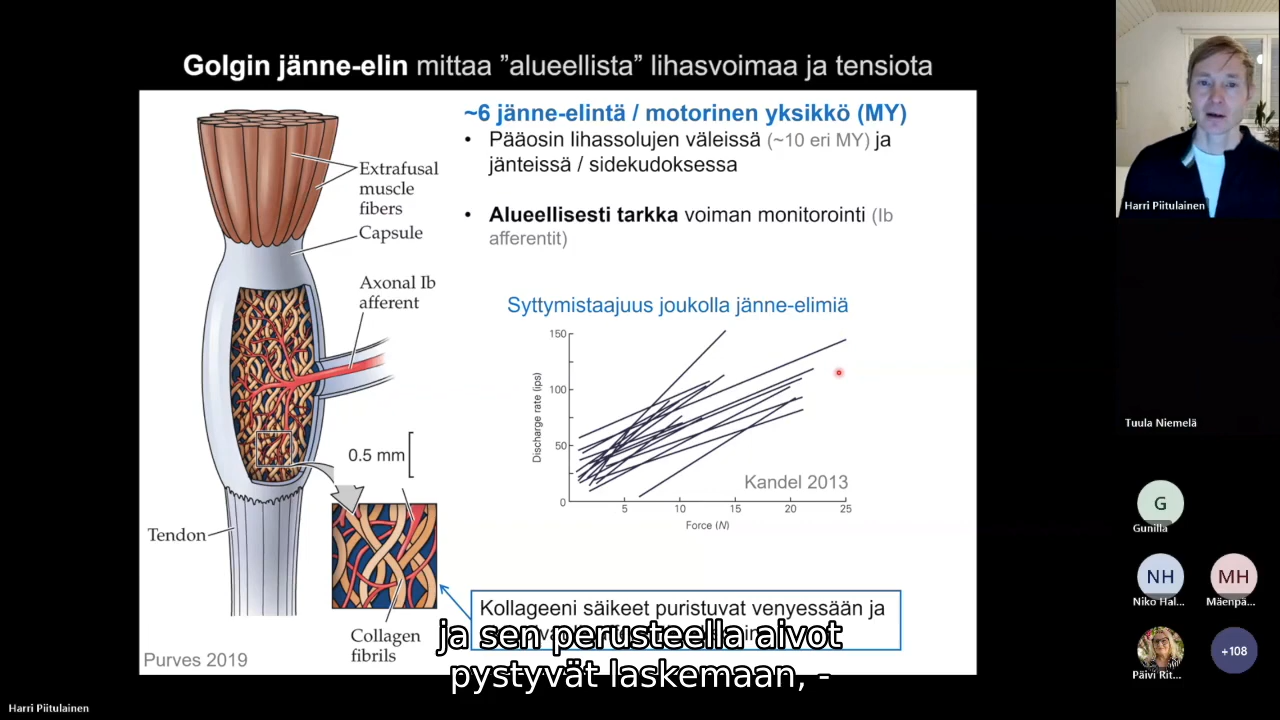 Golgin jänne-elin mittaa ”alueellista” lihasvoimaa ja tensiota
~6 jänne-elintä / motorinen yksikkö (MY)
• Pääosin lihassolujen väleissä (~10 eri MY) ja
jänteissä / sidekudoksessa
• Alueellisesti tarkka voiman monitorointi (Ib
afferentit)
Extrafusal
muscle
fibers
Capsule
Axonal Ib
afferent
0.5 mm
Tendon
Collagen
fibrils
Purves 2019
Syttymistaajuus joukolla jänne-elimiä
150
100
50
0
Discharge rate (ips)
5
10
15
20
25
Force (N)
Kandel 2013
Kollageeni säikeet puristuvat venyessään ja
ja sen perusteella aivot
pystyvät laskemaan, -
Harri Piitulainen
Tuula Niemelä
G
Gunilla
NH
MH
Niko Hal...
Mäenpä...
Päivi Rit...
+108
Harri Piitulainen